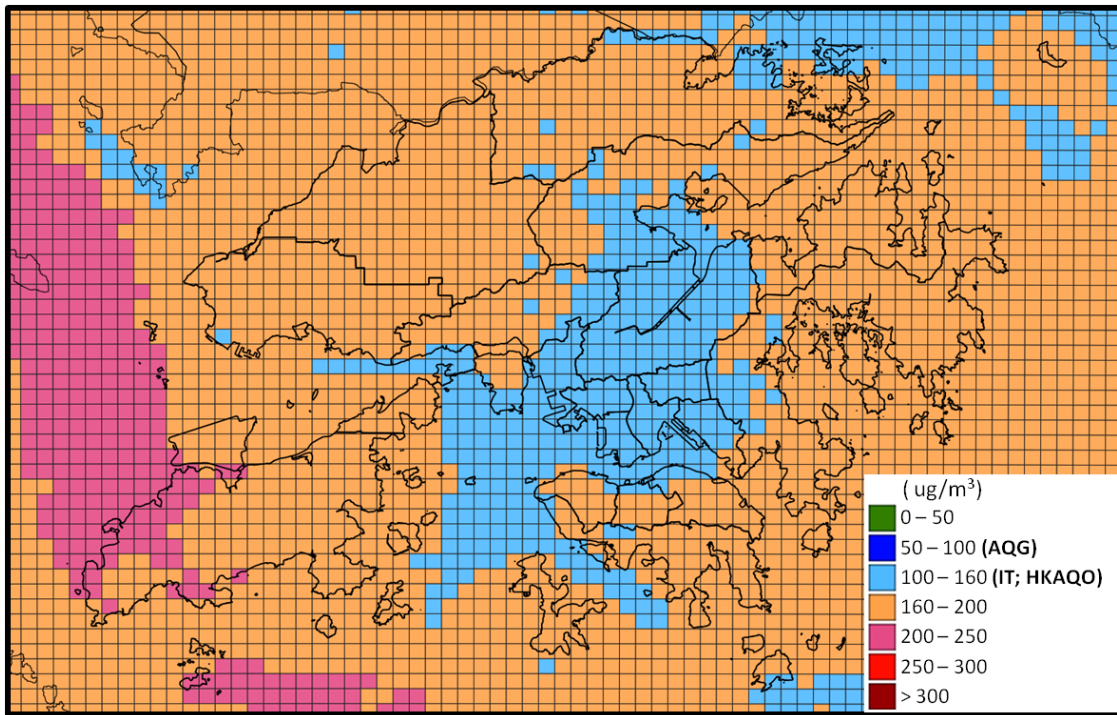 ( ug/m³)
0 – 50
50 – 100 (AQG)
100 – 160 (IT; HKAQO)
160 – 200
200 – 250
250 – 300
> 300